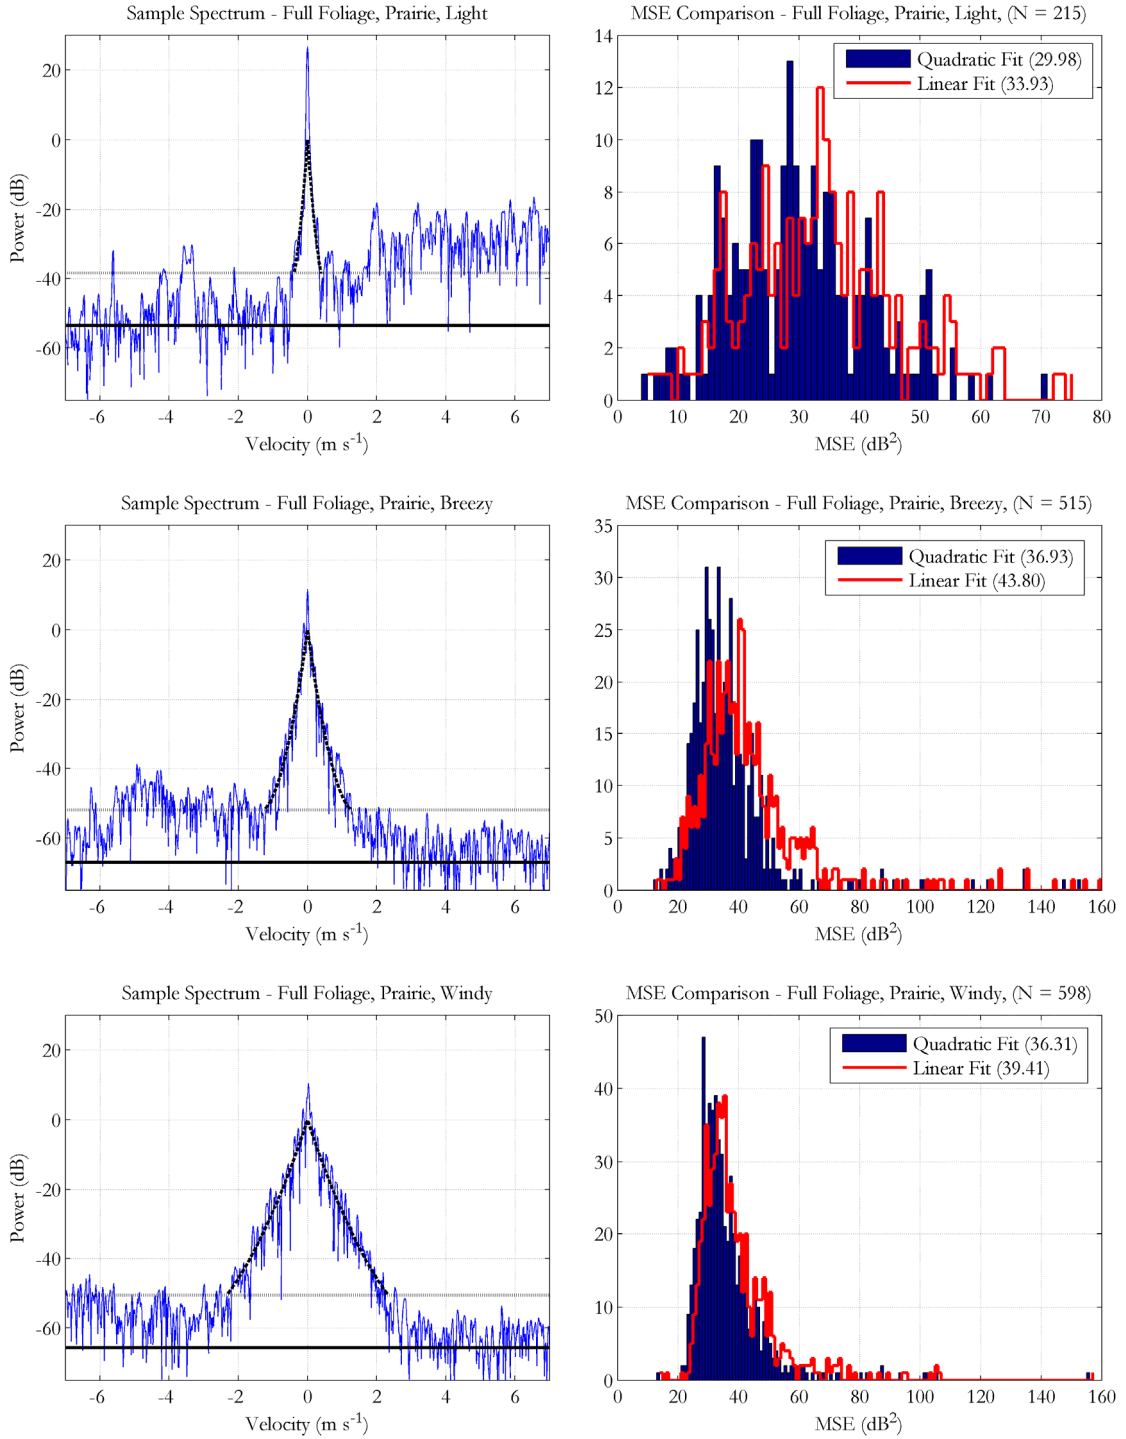 Sample Spectrum - Full Foliage, Prairie, Light
20
0
-20
-40
-60
Power (dB)
-6 -4 -2 0 2 4 6
Velocity (m s-1)
MSE Comparison - Full Foliage, Prairie, Light, (N = 215)
Quadratic Fit (29.98)
Linear Fit (33.93)
14
12
10
8
6
4
2
0
0 10 20 30 40 50 60 70 80
MSE (dB2)
Sample Spectrum - Full Foliage, Prairie, Breezy
20
0
-20
-40
-60
Power (dB)
-6 -4 -2 0 2 4 6
Velocity (m s-1)
MSE Comparison - Full Foliage, Prairie, Breezy, (N = 515)
Quadratic Fit (36.93)
Linear Fit (43.80)
35
30
25
20
15
10
5
0
0 20 40 60 80 100 120 140 160
MSE (dB2)
Sample Spectrum - Full Foliage, Prairie, Windy
20
0
-20
-40
-60
Power (dB)
-6 -4 -2 0 2 4 6
Velocity (m s-1)
MSE Comparison - Full Foliage, Prairie, Windy, (N = 598)
Quadratic Fit (36.31)
Linear Fit (39.41)
50
40
30
20
10
0
0 20 40 60 80 100 120 140 160
MSE (dB2)